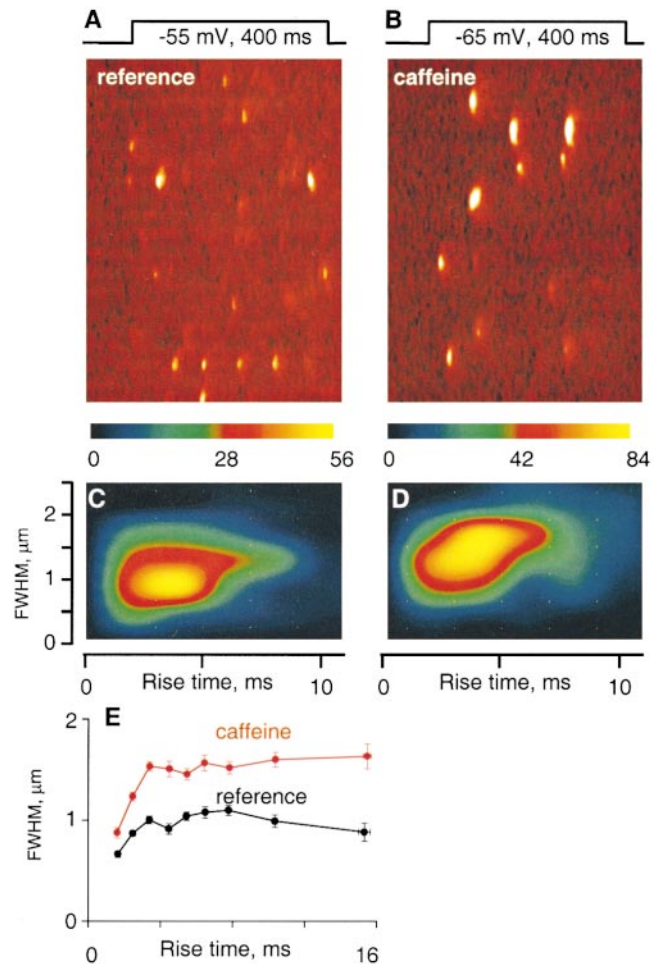 A
B
-55 mV, 400 ms
-65 mV, 400 ms
reference
caffeine
0 28 56
0 42 84
C
D
FWHM, μm
2
1
0
0 Rise time, ms 10
0 Rise time, ms 10
E
2
caffeine
FWHM, μm
1
reference
0
0 Rise time, ms 16